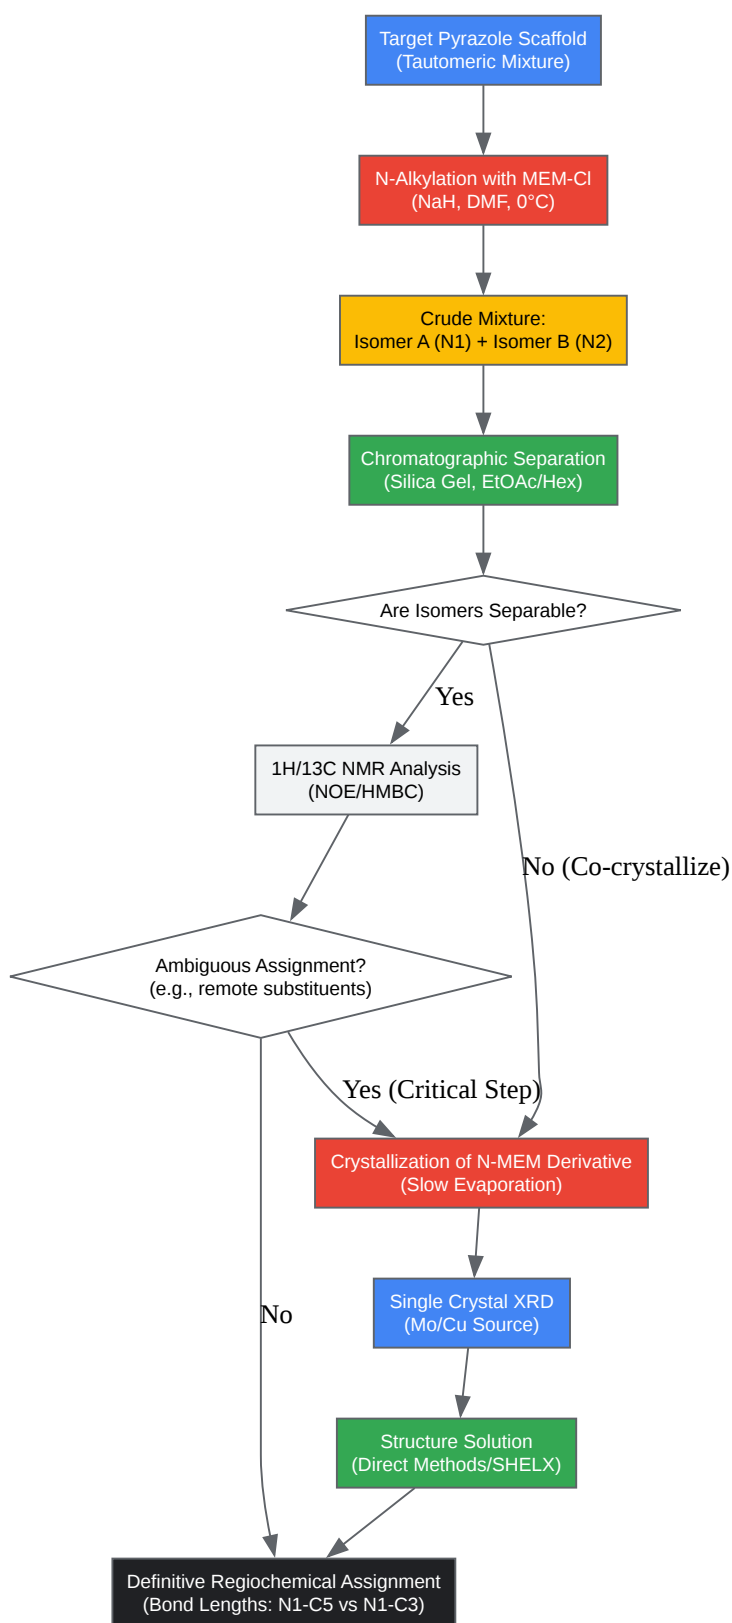 Target Pyrazole Scaffold
(Tautomeric Mixture)
N-Alkylation with MEM-Cl
(NaH, DMF, 0°C)
Crude Mixture:
Isomer A (N1) + Isomer B (N2)
Chromatographic Separation
(Silica Gel, EtOAc/Hex)
Are Isomers Separable?
Yes
1H/13C NMR Analysis
(NOE/HMBC)
No (Co-crystallize)
Ambiguous Assignment?
(e.g., remote substituents)
Yes (Critical Step)
Crystallization of N-MEM Derivative
(Slow Evaporation)
Single Crystal XRD
(Mo/Cu Source)
No
Structure Solution
(Direct Methods/SHELX)
Definitive Regiochemical Assignment
(Bond Lengths: N1-C5 vs N1-C3)